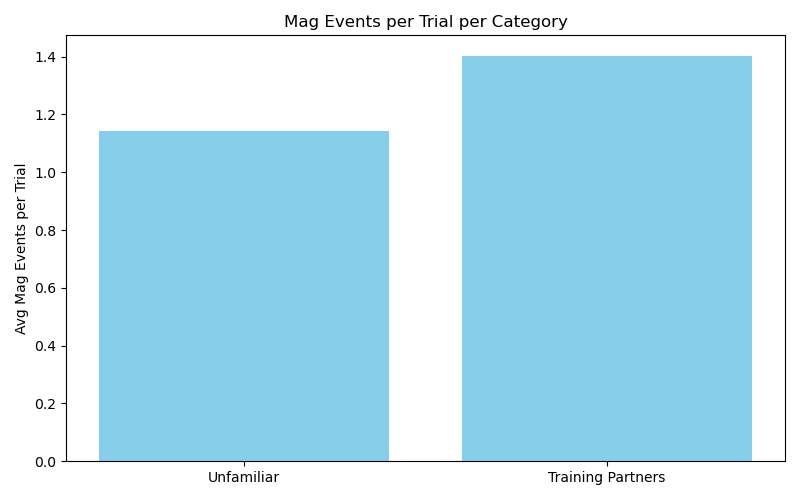 Mag Events per Trial per Category
Avg Mag Events per Trial
1.4
1.2
1.0
0.8
0.6
0.4
0.2
0.0
Unfamiliar
Training Partners